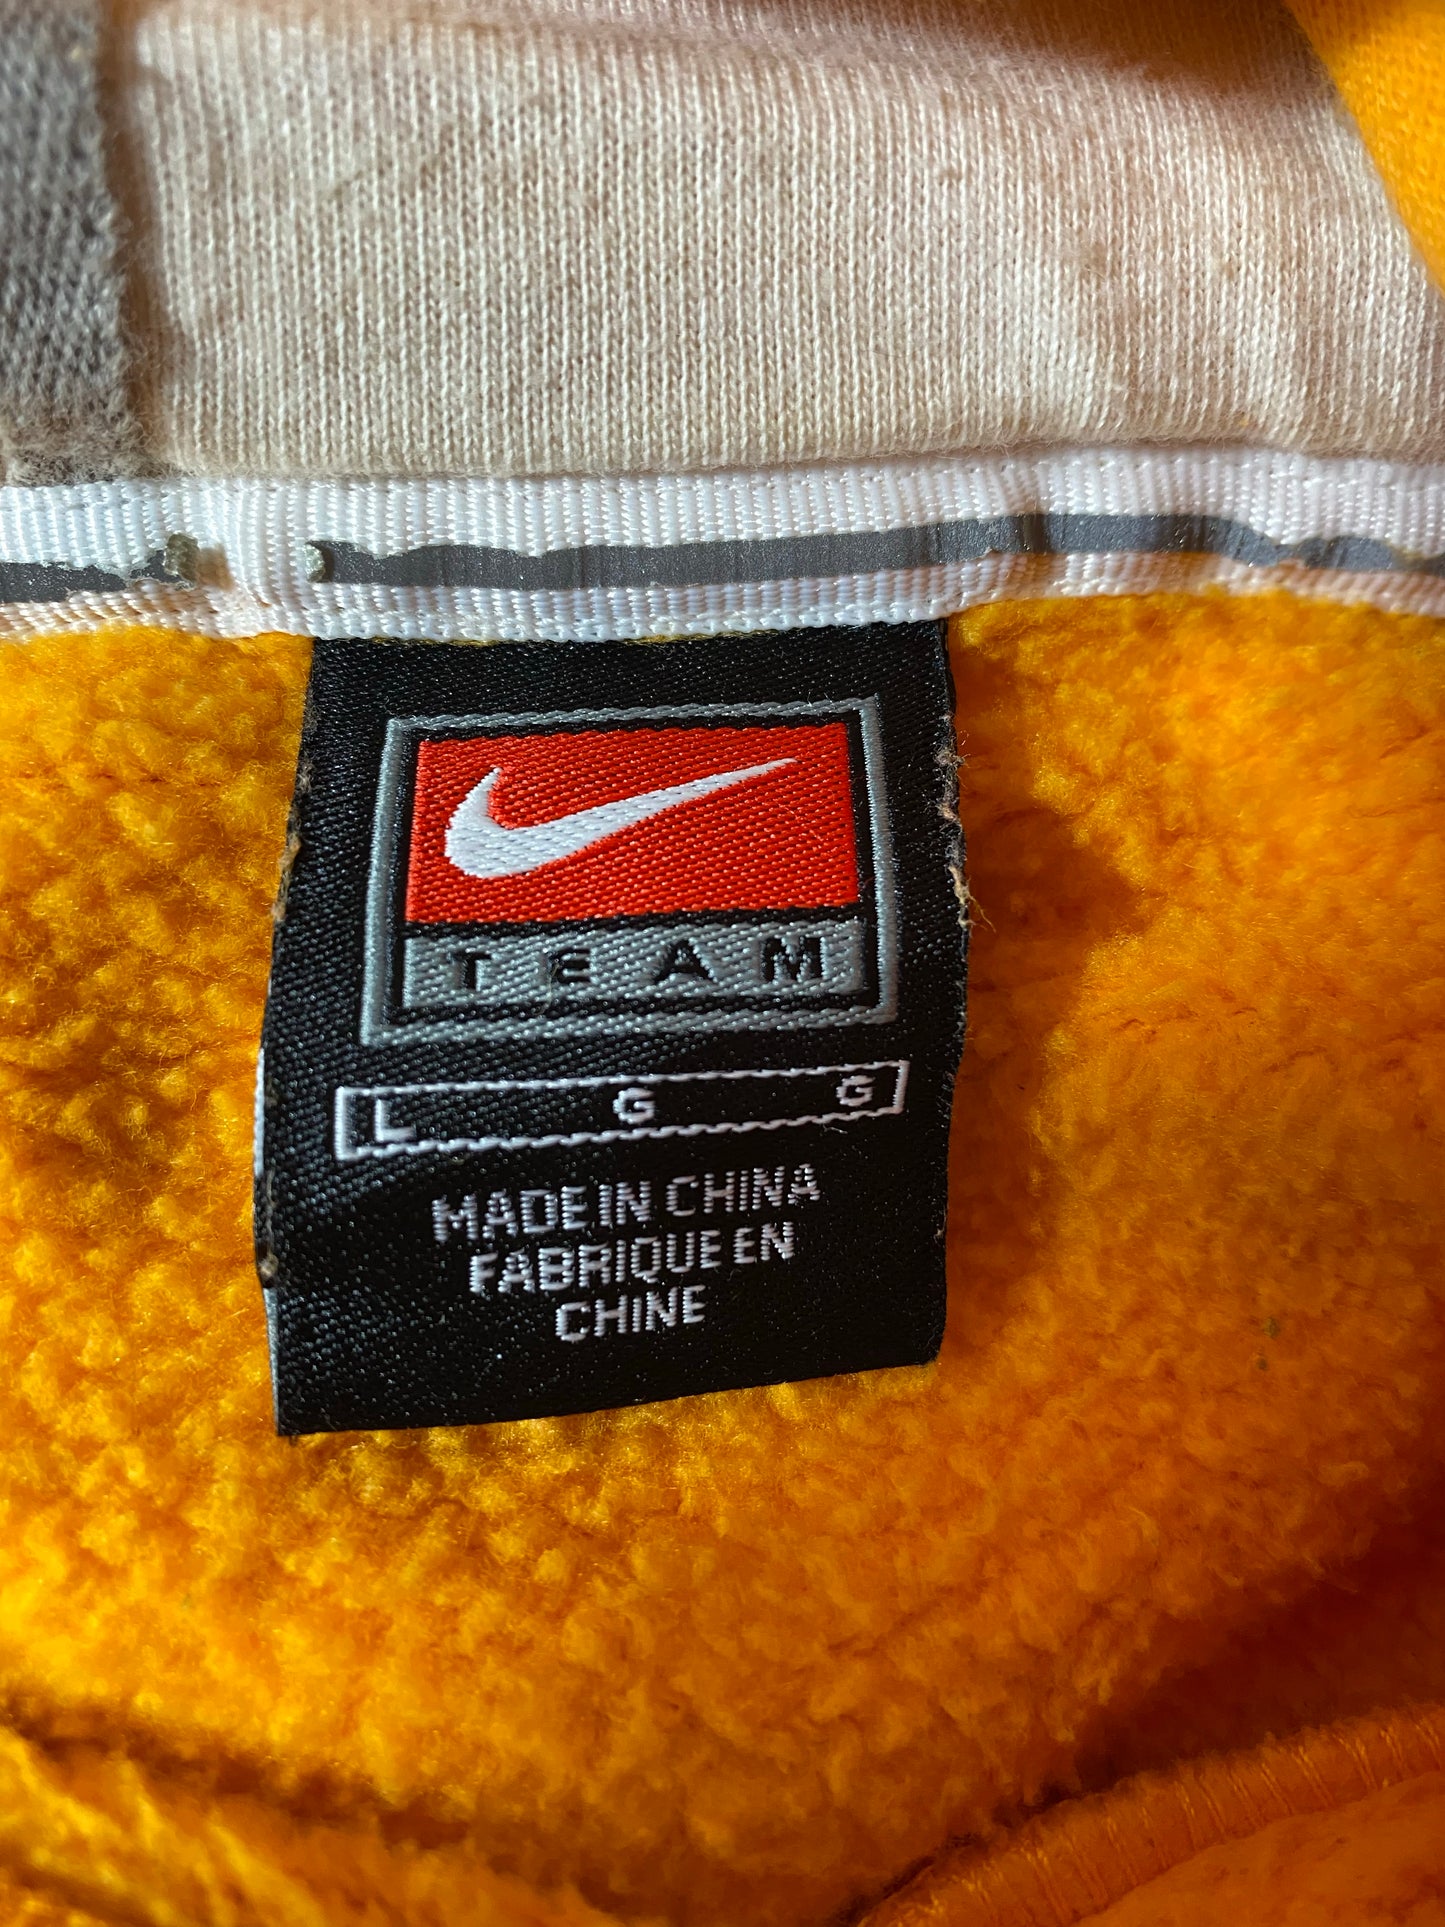 TEAM
L G G
MADE IN CHINA
FABRIQUE EN
CHINE